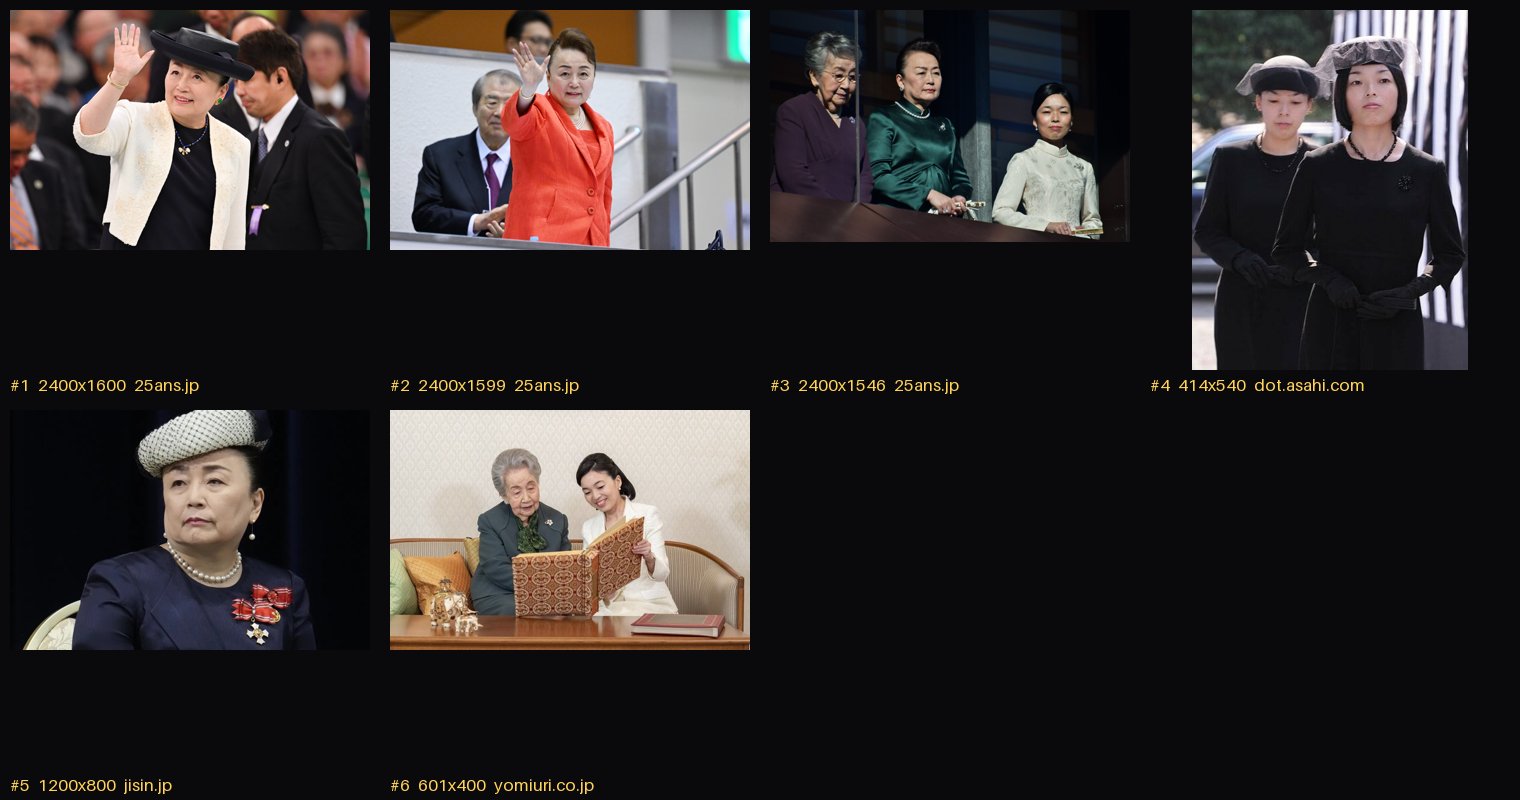 #1 2400x1600 25ans.jp
#2 2400x1599 25ans.jp
#3 2400x1546 25ans.jp
#4 414x540 dot.asahi.com
#5 1200x800 jisin.jp
#6 601x400 yomiuri.co.jp